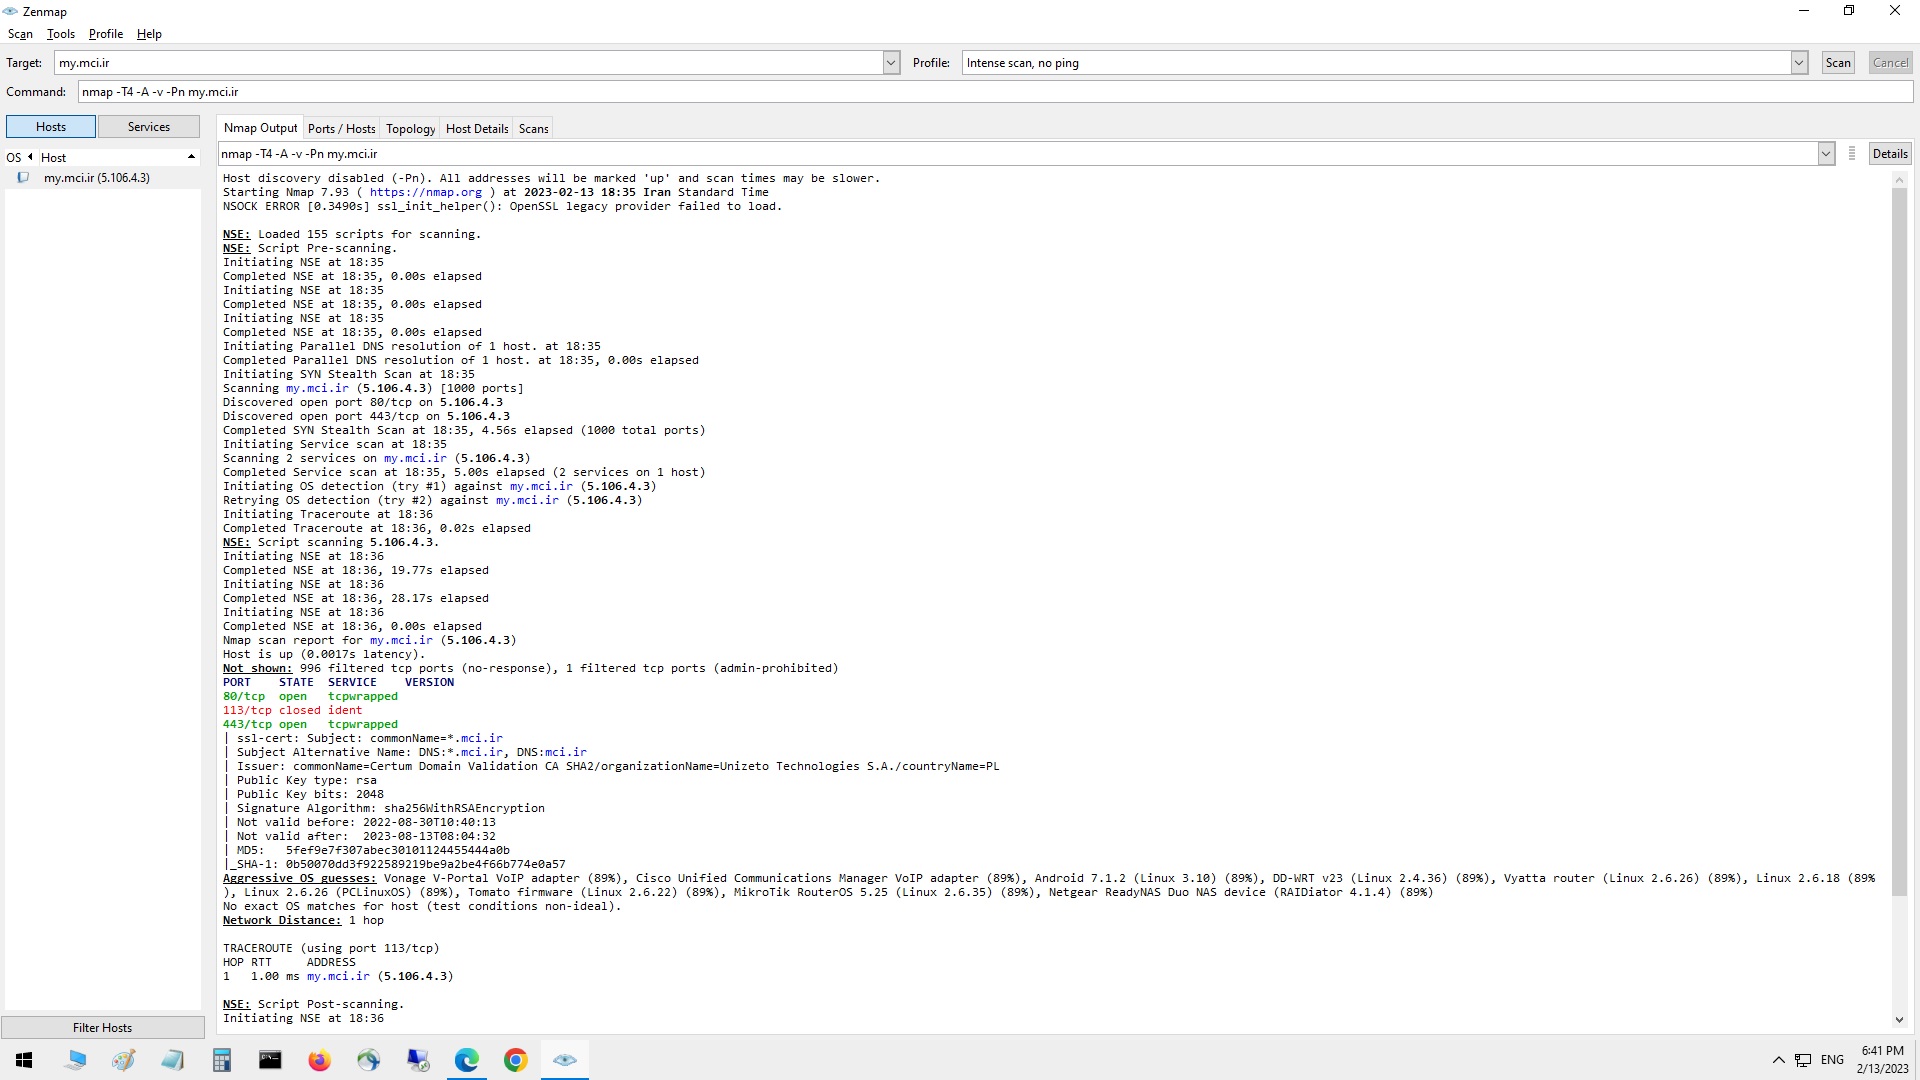 Zenmap
Scan Tools Profile Help
Target: my.mci.ir Profile: Intense scan, no ping Scan Cancel
Command: nmap -T4 -A -v -Pn my.mci.ir
Hosts Services
OS Host
my.mci.ir (5.106.4.3)
Filter Hosts
Nmap Output Ports / Hosts Topology Host Details Scans
nmap -T4 -A -v -Pn my.mci.ir Details
Host discovery disabled (-Pn). All addresses will be marked 'up' and scan times may be slower.
Starting Nmap 7.93 ( https://nmap.org ) at 2023-02-13 18:35 Iran Standard Time
NSOCK ERROR [0.3490s] ssl_init_helper(): OpenSSL legacy provider failed to load.
NSE: Loaded 155 scripts for scanning.
NSE: Script Pre-scanning.
Initiating NSE at 18:35
Completed NSE at 18:35, 0.00s elapsed
Initiating NSE at 18:35
Completed NSE at 18:35, 0.00s elapsed
Initiating NSE at 18:35
Completed NSE at 18:35, 0.00s elapsed
Initiating Parallel DNS resolution of 1 host. at 18:35
Completed Parallel DNS resolution of 1 host. at 18:35, 0.00s elapsed
Initiating SYN Stealth Scan at 18:35
Scanning my.mci.ir (5.106.4.3) [1000 ports]
Discovered open port 80/tcp on 5.106.4.3
Discovered open port 443/tcp on 5.106.4.3
Completed SYN Stealth Scan at 18:35, 4.56s elapsed (1000 total ports)
Initiating Service scan at 18:35
Scanning 2 services on my.mci.ir (5.106.4.3)
Completed Service scan at 18:35, 5.00s elapsed (2 services on 1 host)
Initiating OS detection (try #1) against my.mci.ir (5.106.4.3)
Retrying OS detection (try #2) against my.mci.ir (5.106.4.3)
Initiating Traceroute at 18:36
Completed Traceroute at 18:36, 0.02s elapsed
NSE: Script scanning 5.106.4.3.
Initiating NSE at 18:36
Completed NSE at 18:36, 19.77s elapsed
Initiating NSE at 18:36
Completed NSE at 18:36, 28.17s elapsed
Initiating NSE at 18:36
Completed NSE at 18:36, 0.00s elapsed
Nmap scan report for my.mci.ir (5.106.4.3)
Host is up (0.0017s latency).
Not shown: 996 filtered tcp ports (no-response), 1 filtered tcp ports (admin-prohibited)
PORT STATE SERVICE VERSION
80/tcp open tcpwrapped
113/tcp closed ident
443/tcp open tcpwrapped
| ssl-cert: Subject: commonName=*.mci.ir
| Subject Alternative Name: DNS:*.mci.ir, DNS:mci.ir
| Issuer: commonName=Certum Domain Validation CA SHA2/organizationName=Unizeto Technologies S.A./countryName=PL
| Public Key type: rsa
| Public Key bits: 2048
| Signature Algorithm: sha256WithRSAEncryption
| Not valid before: 2022-08-30T10:40:13
| Not valid after: 2023-08-13T08:04:32
| MD5: 5fef9e7f307abec30101124455444a0b
|_SHA-1: 0b50070dd3f922589219be9a2be4f66b774e0a57
Aggressive OS guesses: Vonage V-Portal VoIP adapter (89%), Cisco Unified Communications Manager VoIP adapter (89%), Android 7.1.2 (Linux 3.10) (89%), DD-WRT v23 (Linux 2.4.36) (89%), Vyatta router (Linux 2.6.26) (89%), Linux 2.6.18 (89%
), Linux 2.6.26 (PCLinuxOS) (89%), Tomato firmware (Linux 2.6.22) (89%), MikroTik RouterOS 5.25 (Linux 2.6.35) (89%), Netgear ReadyNAS Duo NAS device (RAIDiator 4.1.4) (89%)
No exact OS matches for host (test conditions non-ideal).
Network Distance: 1 hop
TRACEROUTE (using port 113/tcp)
HOP RTT ADDRESS
1 1.00 ms my.mci.ir (5.106.4.3)
NSE: Script Post-scanning.
Initiating NSE at 18:36
ENG
6:41 PM
2/13/2023